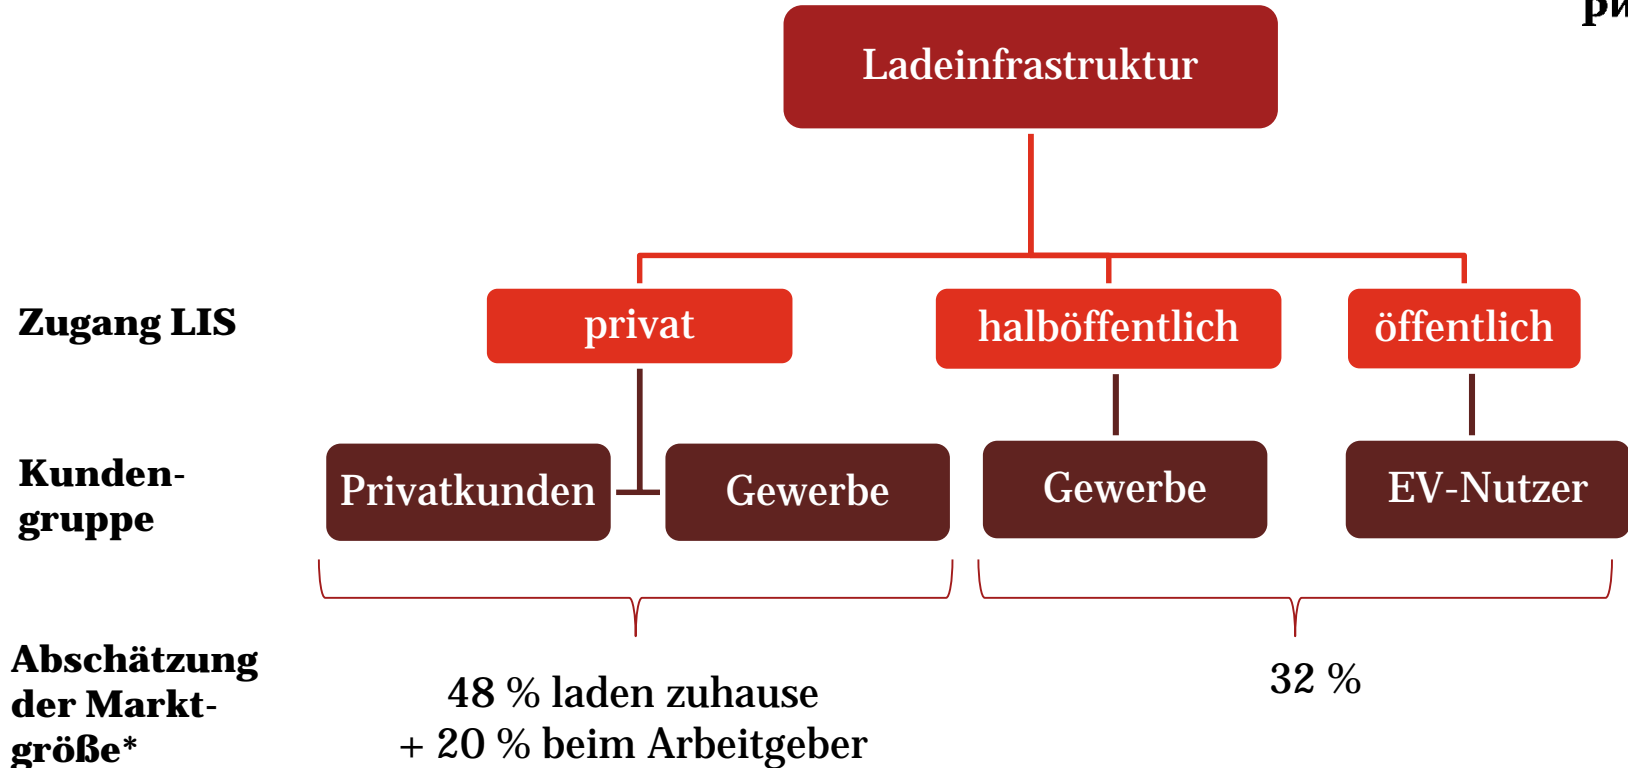 Ladeinfrastruktur
Zugang LIS
privat
halböffentlich
öffentlich
Kunden-
gruppe
Privatkunden
Gewerbe
Gewerbe
EV-Nutzer
Abschätzung
der Markt-
größe*
48 % laden zuhause
+ 20 % beim Arbeitgeber
32 %